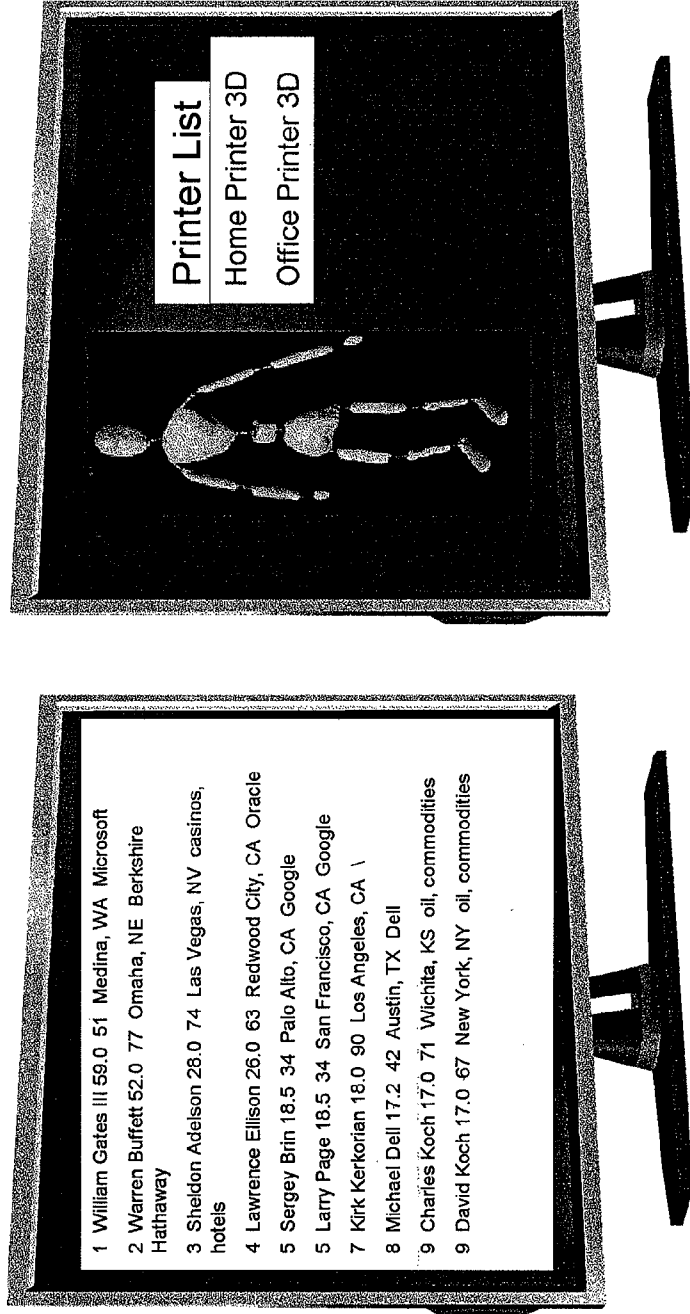 1 William Gates III 59.0 51 Medina, WA Microsoft
2 Warren Buffett 52.0 77 Omaha, NE Berkshire
Hathaway
3 Sheldon Adelson 28.0 74 Las Vegas, NV casinos,
hotels
4 Lawrence Ellison 26.0 63 Redwood City, CA Oracle
5 Sergey Brin 18.5 34 Palo Alto, CA Google
5 Larry Page 18.5 34 San Francisco, CA Google
7 Kirk Kerkorian 18.0 90 Los Angeles, CA \
8 Michael Dell 17.2 42 Austin, TX Dell
9 Charles Koch 17.0 71 Wichita, KS oil, commodities
9 David Koch 17.0 67 New York, NY oil, commodities
Printer List
Home Printer 3D
Office Printer 3D